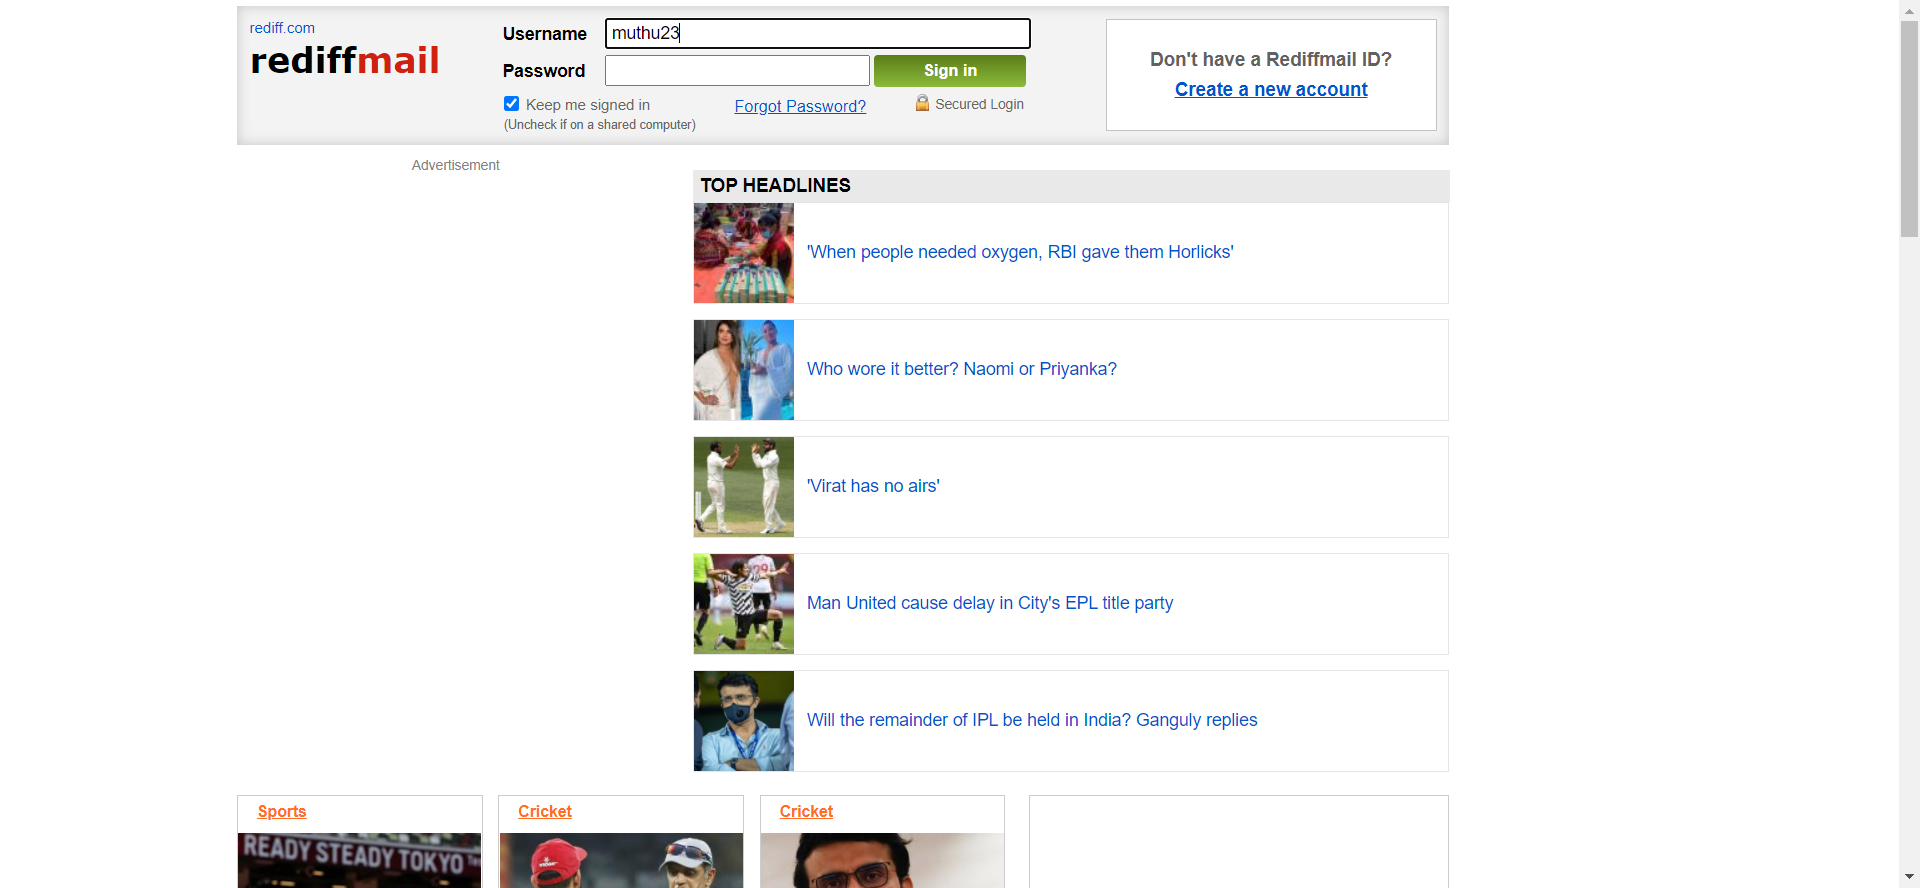 rediff.com
rediffmail
Username
muthu23
Password
Sign in
Keep me signed in
(Uncheck if on a shared computer)
Forgot Password?
Secured Login
Don't have a Rediffmail ID?
Create a new account
Advertisement
TOP HEADLINES
'When people needed oxygen, RBI gave them Horlicks'
Who wore it better? Naomi or Priyanka?
'Virat has no airs'
Man United cause delay in City's EPL title party
Will the remainder of IPL be held in India? Ganguly replies
Sports
Cricket
Cricket
READY STEADY TOKYO